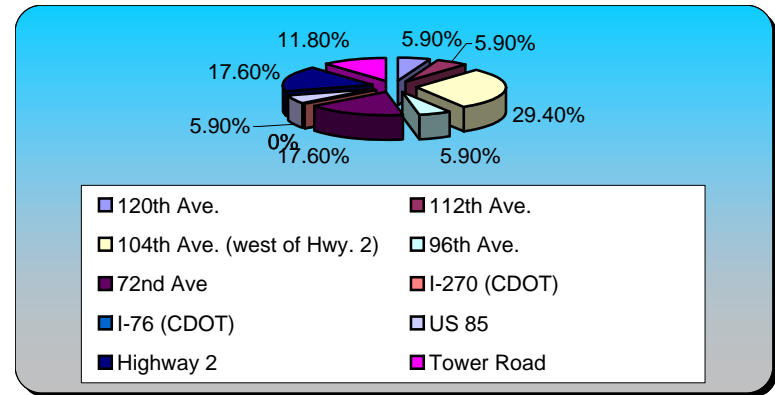 11.80%
5.90%
5.90%
17.60%
29.40%
5.90%
0%
17.60%
5.90%
120th Ave.
112th Ave.
104th Ave. (west of Hwy. 2)
96th Ave.
72nd Ave
I-270 (CDOT)
I-76 (CDOT)
US 85
Highway 2
Tower Road